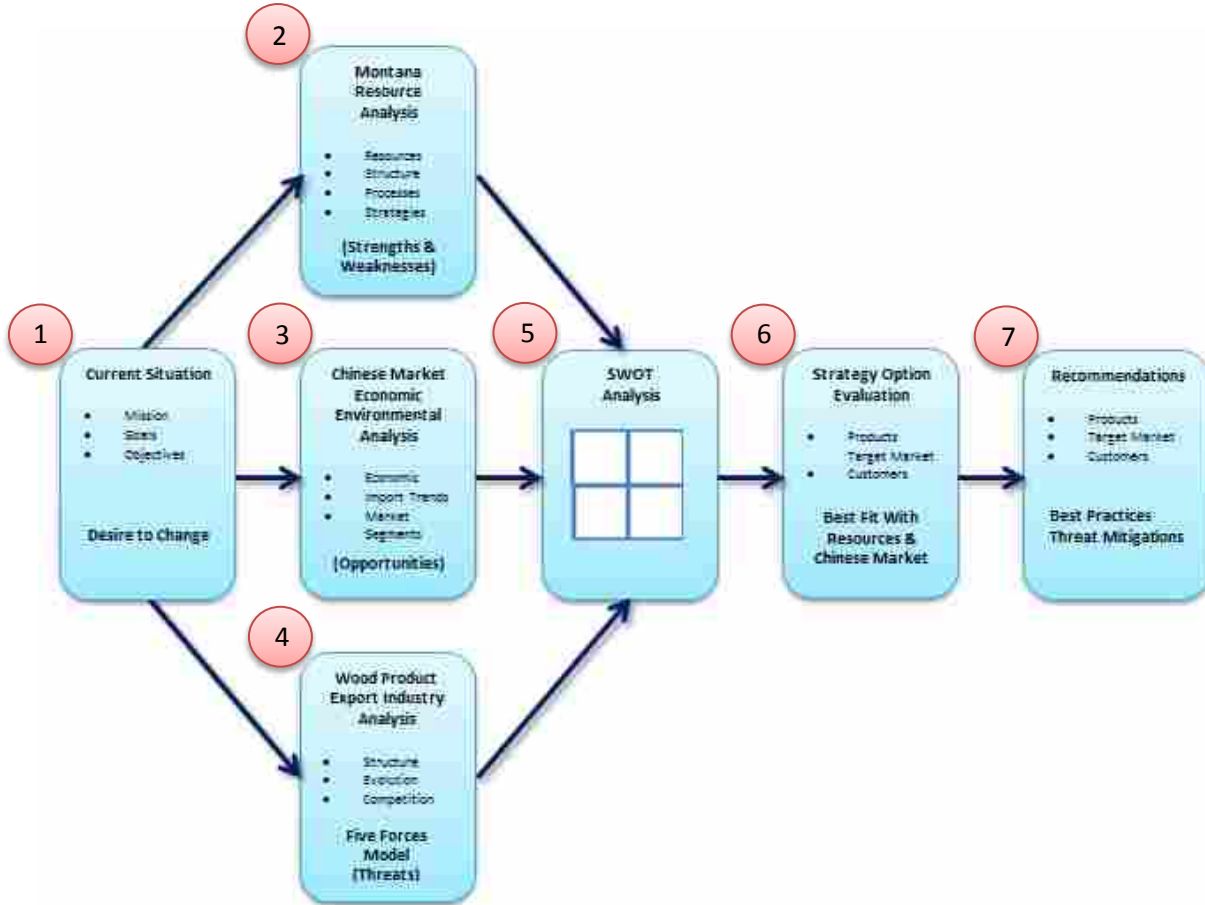 2
Montana
Resource
Analysis
• Resources
• Structure
• Processes
• Strategies
(Strengths &
Weaknesses)
1
Current Situation
• Mission
• Goals
• Objectives
Desire to Change
3
Chinese Market
Economic
Environmental
Analysis
• Economic
• Import Trends
• Market
Segments
(Opportunities)
4
Wood Product
Export Industry
Analysis
• Structure
• Evolution
• Competition
Five Forces
Model
(Threats)
5
SWOT
Analysis
6
Strategy Option
Evaluation
• Products
Target Market
• Customers
Best Fit With
Resources &
Chinese Market
7
Recommendations
• Products
• Target Market
• Customers
Best Practices
Threat Mitigations